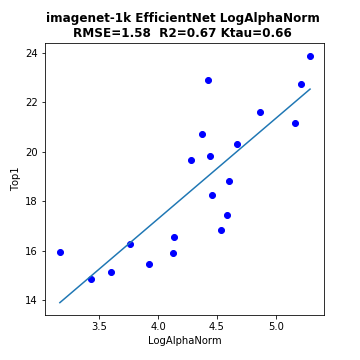 imagenet-1k EfficientNet LogAlphaNorm
RMSE=1.58 R2=0.67 Ktau=0.66
24
22
20
18
16
14
Top1
3.5 4.0 4.5 5.0
LogAlphaNorm